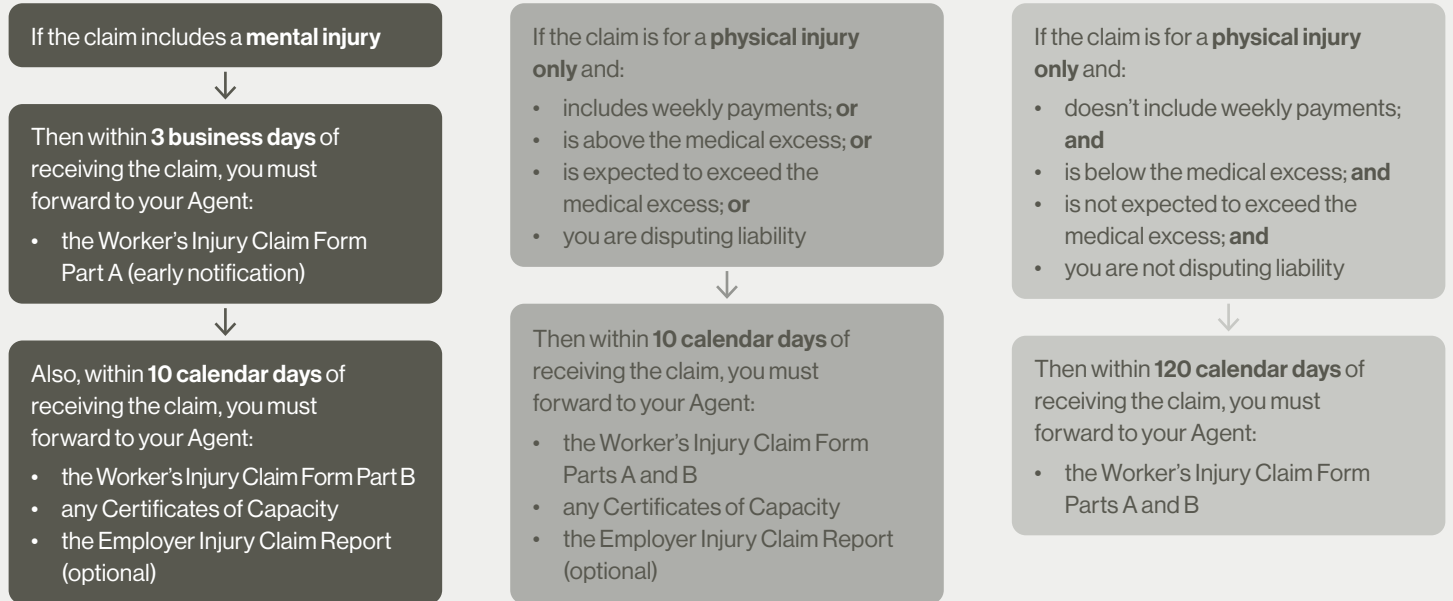 If the claim includes a mental injury
Then within 3 business days of
receiving the claim, you must
forward to your Agent:
• the Worker's Injury Claim Form
Part A (early notification)
Also, within 10 calendar days of
receiving the claim, you must
forward to your Agent:
• the Worker's Injury Claim Form Part B
• any Certificates of Capacity
• the Employer Injury Claim Report
(optional)
If the claim is for a physical injury
only and:
• includes weekly payments; or
• is above the medical excess; or
• is expected to exceed the
medical excess; or
• you are disputing liability
Then within 10 calendar days of
receiving the claim, you must
forward to your Agent:
• the Worker's Injury Claim Form
Parts A and B
• any Certificates of Capacity
• the Employer Injury Claim Report
(optional)
If the claim is for a physical injury
only and:
• doesn't include weekly payments;
and
• is below the medical excess; and
• is not expected to exceed the
medical excess; and
• you are not disputing liability
Then within 120 calendar days of
receiving the claim, you must
forward to your Agent:
• the Worker's Injury Claim Form
Parts A and B